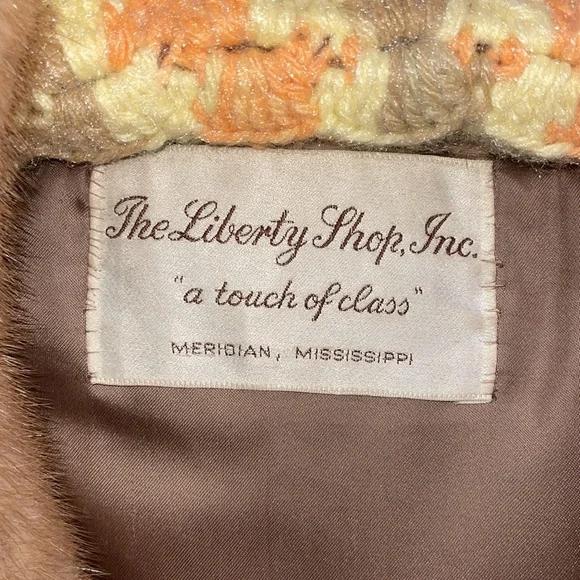 The Liberty Shop, Inc.
"a touch of class"
MERIDIAN, MISSISSIPPI